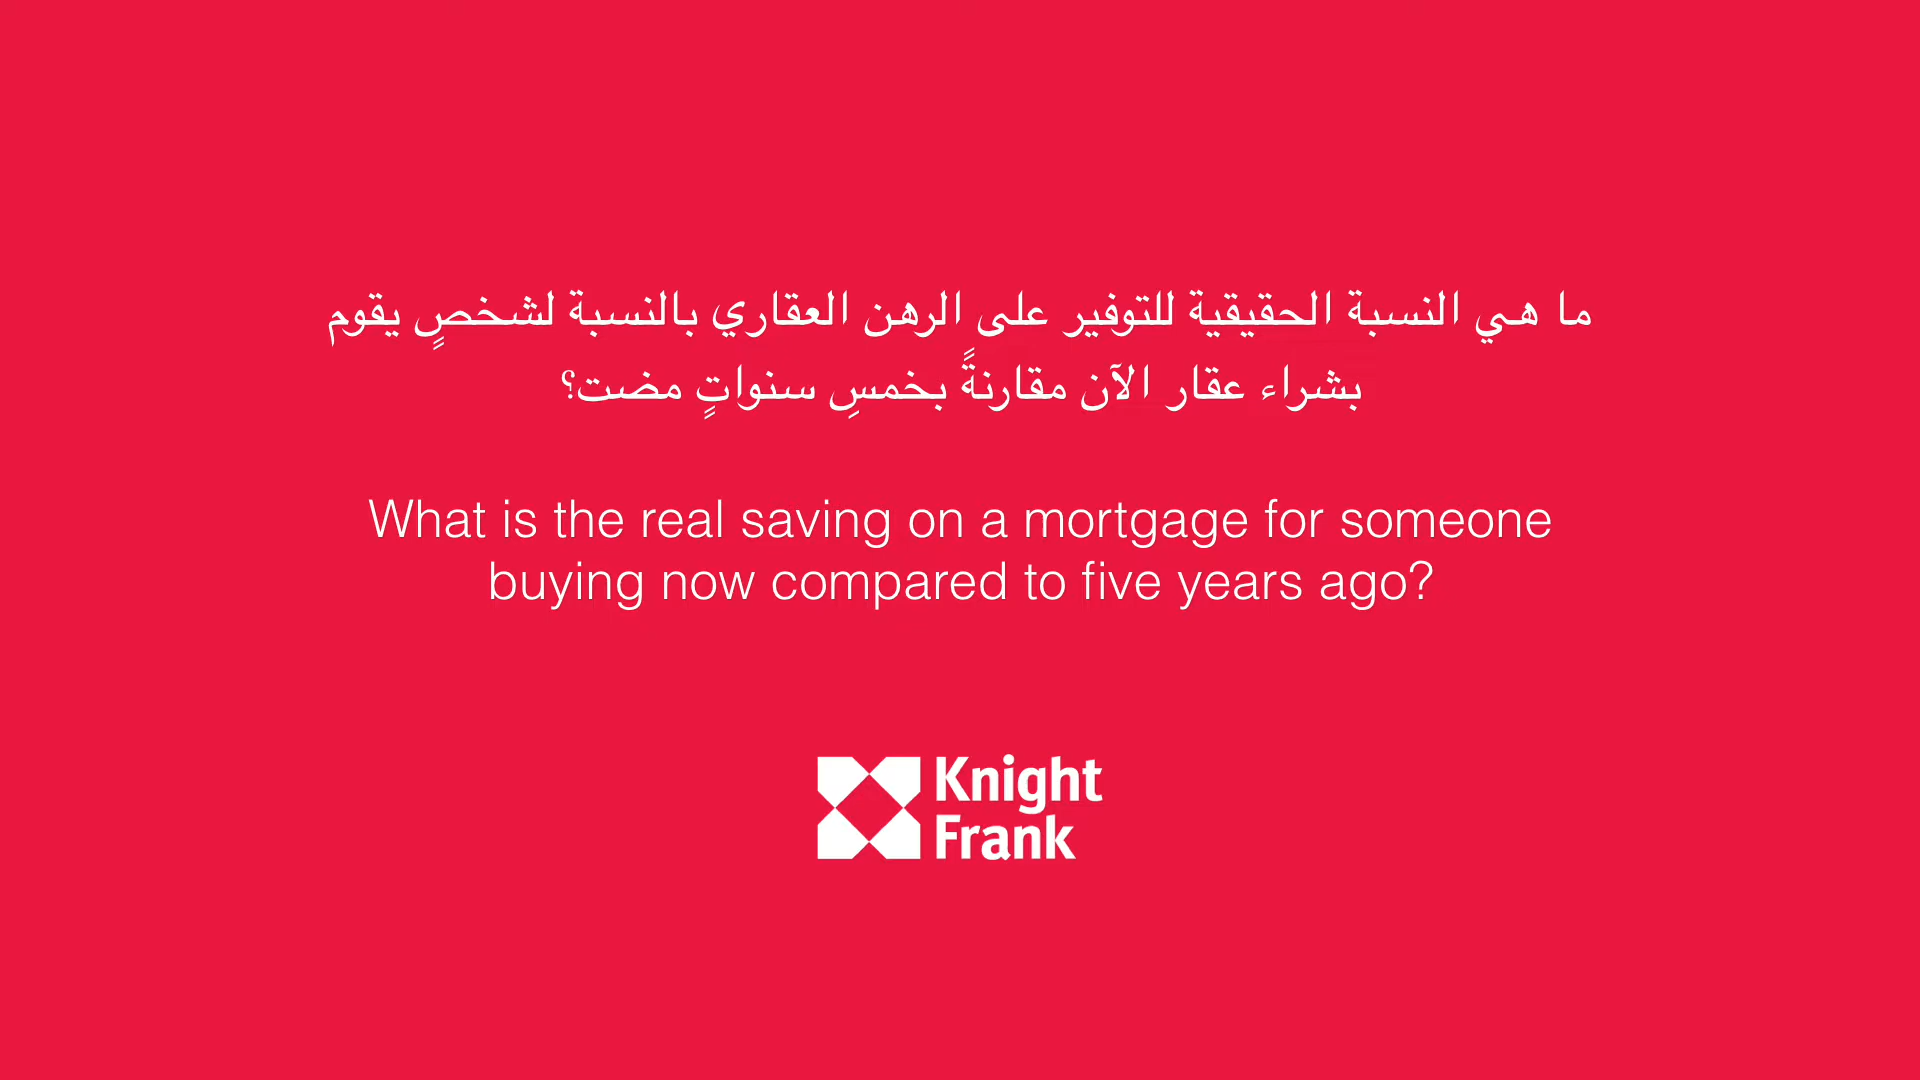 ما هي النسبة الحقيقية للتوفير على الرهن العقاري بالنسبة لشخصٍ يقوم
بشراء عقار الآن مقارنةً بخمسِ سنواتٍ مضت؟
What is the real saving on a mortgage for someone
buying now compared to five years ago?
Knight
Frank